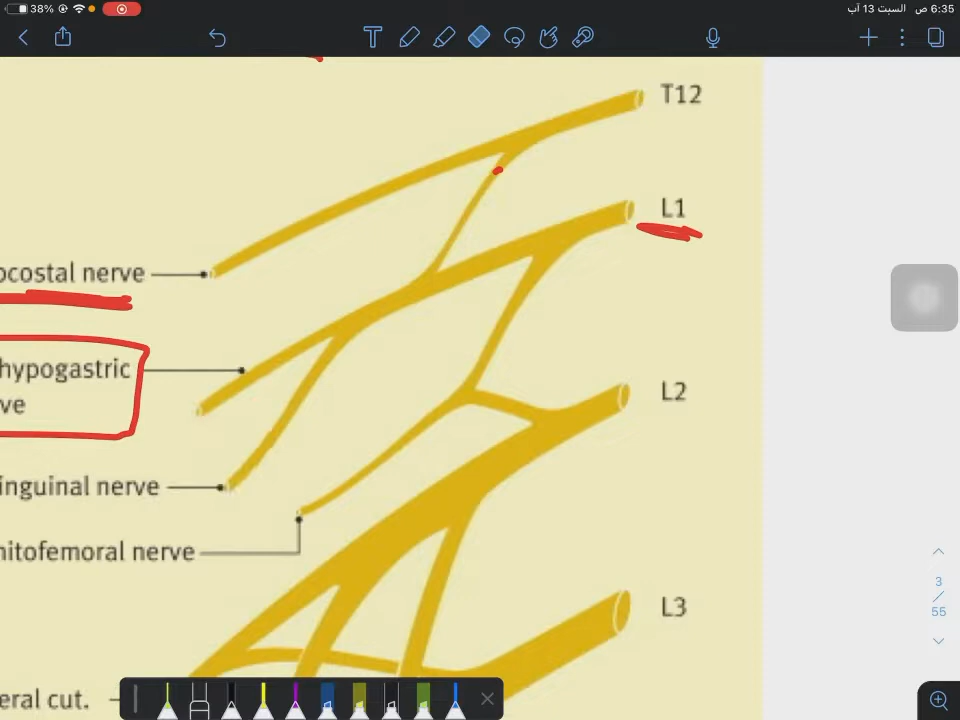 38%
السبت 13 آب 6:35 ص
T12
L1
ocostal nerve
hypogastric
ve
L2
inguinal nerve
nitofemoral nerve
L3
3
/
55
eral cut.